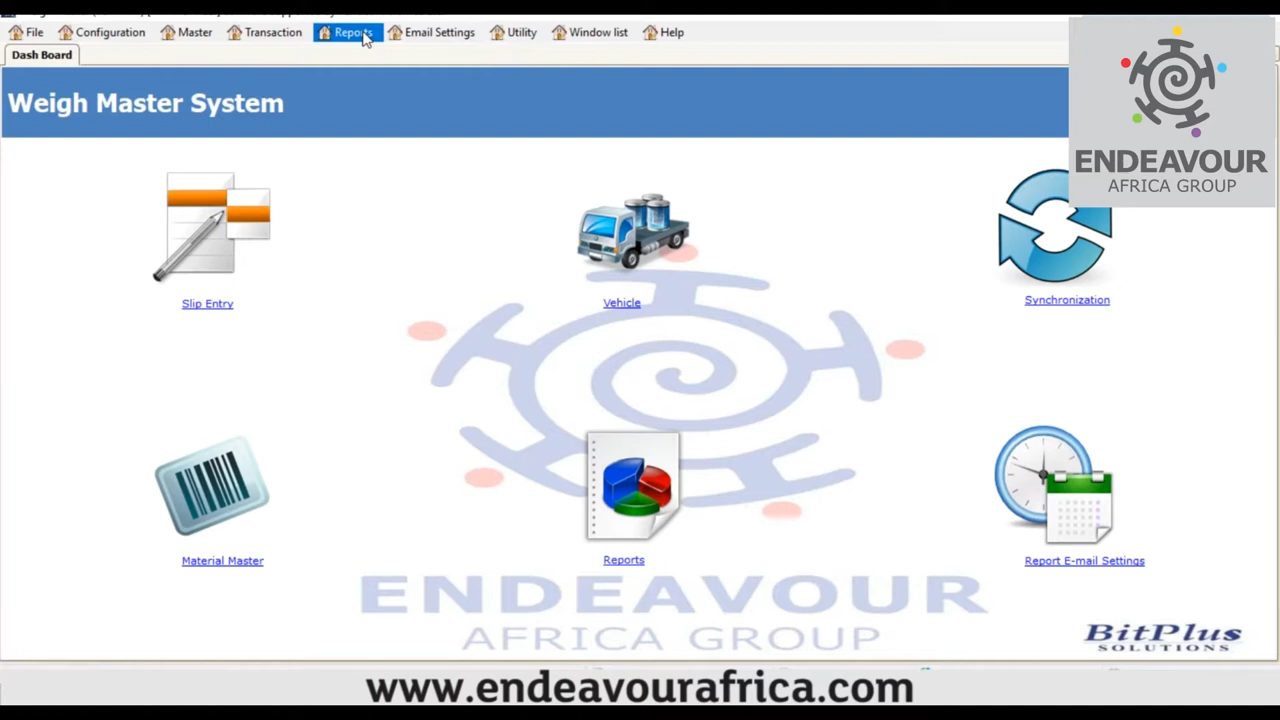 File Configuration Master Transaction Reports Email Settings Utility Window list Help
Dash Board
Weigh Master System
ENDEAVOUR
AFRICA GROUP
Slip Entry
Vehicle
Synchronization
Material Master
Reports
Report E-mail Settings
ENDEAVOUR
AFRICA GROUP
BitPlus
SOLUTIONS
www.endeavourafrica.com